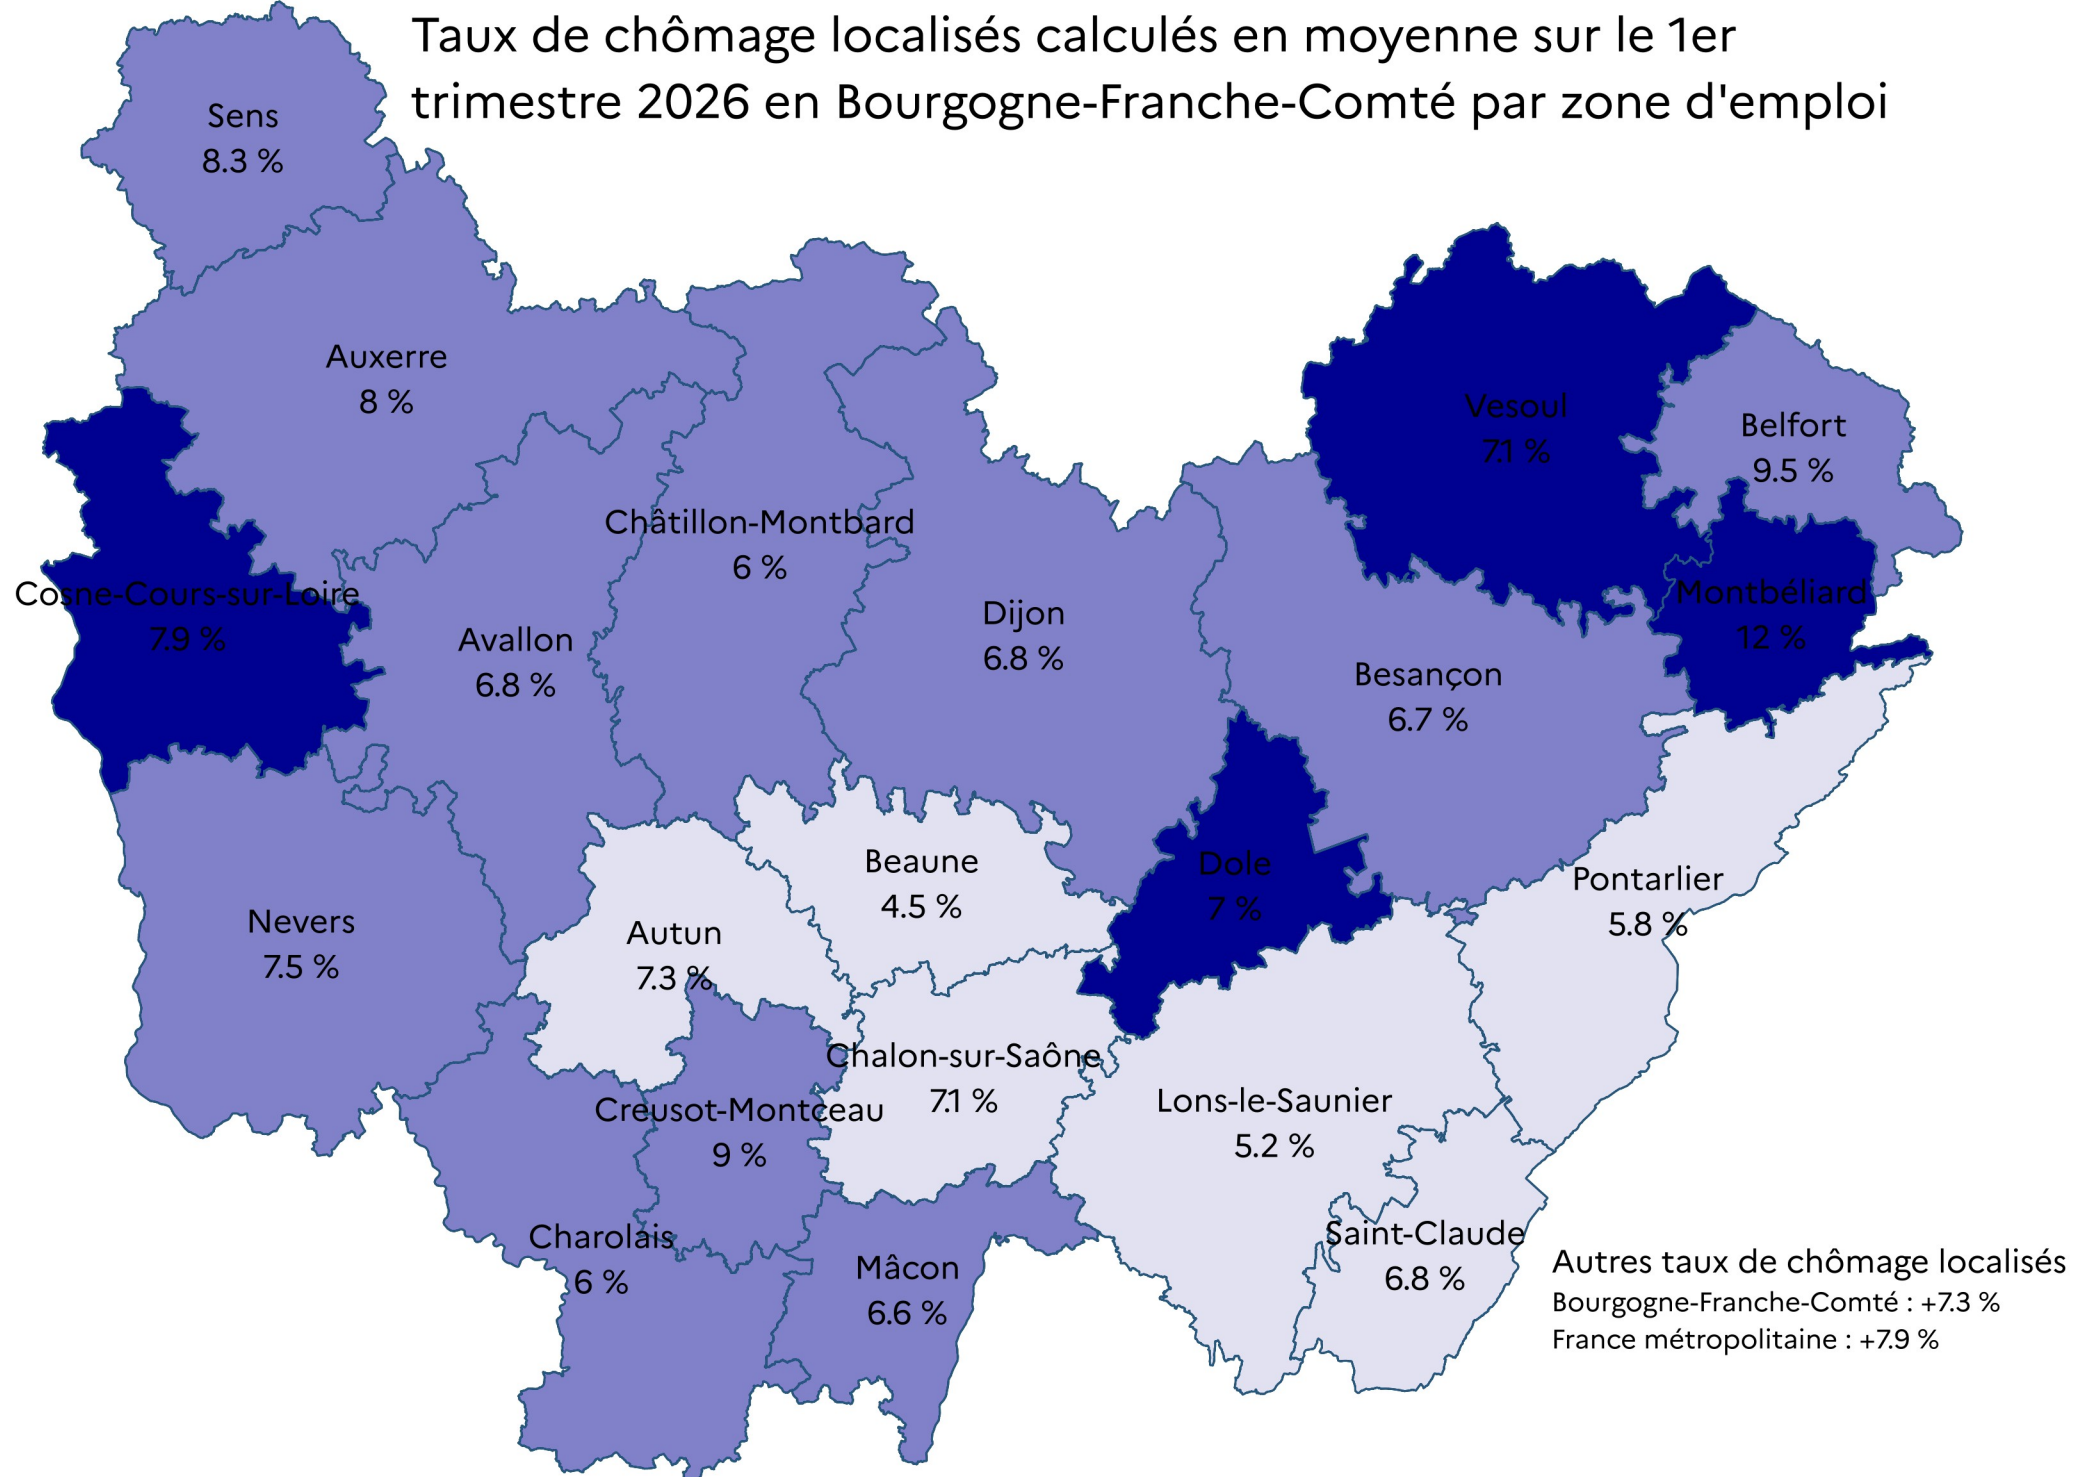 Taux de chômage localisés calculés en moyenne sur le 1er
trimestre 2026 en Bourgogne-Franche-Comté par zone d'emploi
Sens
8.3 %
Auxerre
8 %
Vesoul
7.1 %
Belfort
9.5 %
Châtillon-Montbard
6 %
Cosne-Cours-sur-Loire
7.9 %
Montbéliard
12 %
Dijon
6.8 %
Avallon
6.8 %
Besançon
6.7 %
Beaune
4.5 %
Dole
7 %
Pontarlier
5.8 %
Nevers
7.5 %
Autun
7.3 %
Chalon-sur-Saône
7.1 %
Lons-le-Saunier
5.2 %
Creusot-Montceau
9 %
Charolais
6 %
Saint-Claude
6.8 %
Mâcon
6.6 %
Autres taux de chômage localisés
Bourgogne-Franche-Comté : +7.3 %
France métropolitaine : +7.9 %